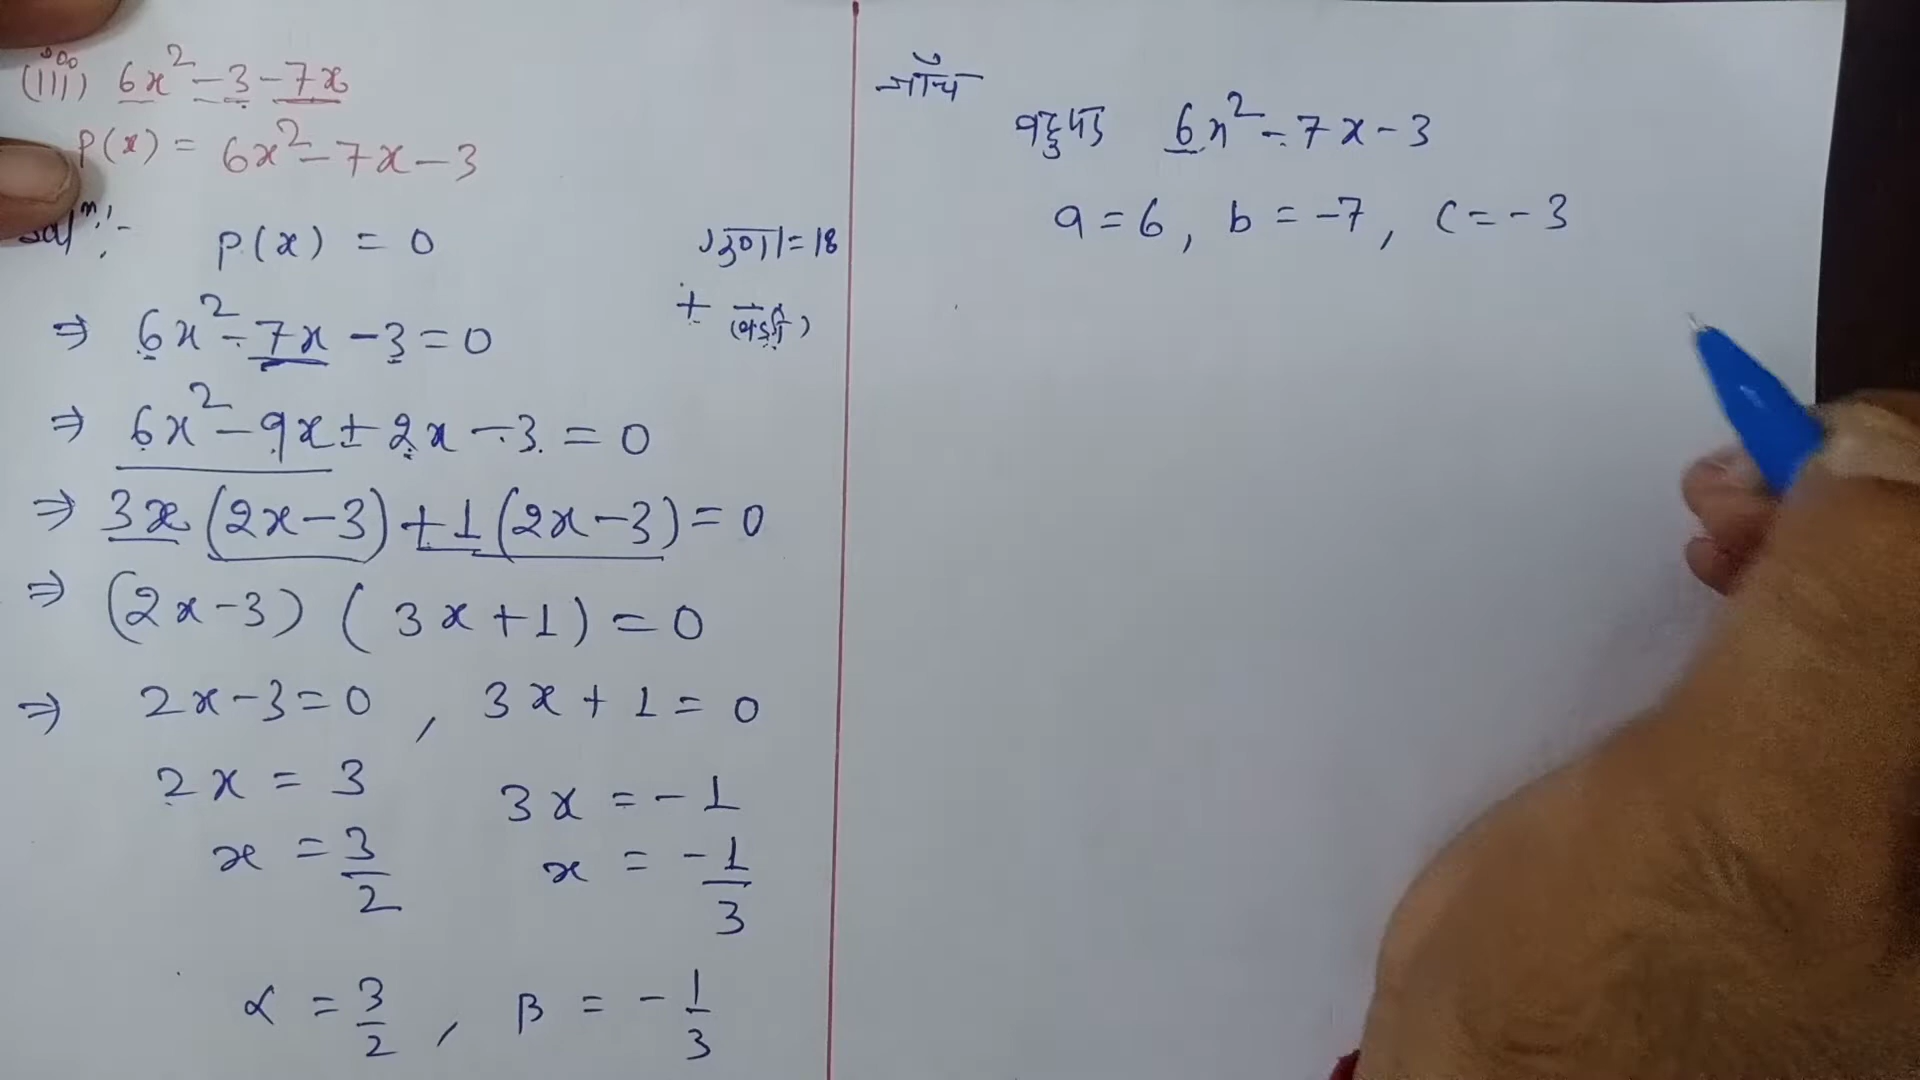 (iii) 6x² - 3 - 7x
P(x) = 6x² - 7x - 3
Solⁿ:-
P(x) = 0
गुणा = 18
⇒ 6x² - 7x - 3 = 0
+
⇒ 6x² - 9x + 2x - 3 = 0
⇒ 3x (2x - 3) + 1 (2x - 3) = 0
⇒ (2x - 3) (3x + 1) = 0
⇒ 2x - 3 = 0 , 3x + 1 = 0
2x = 3
3x = -1
x = 3/2
x = -1/3
α = 3/2 , β = -1/3
जाँच
बहुपद 6x² - 7x - 3
a = 6 , b = -7 , c = -3